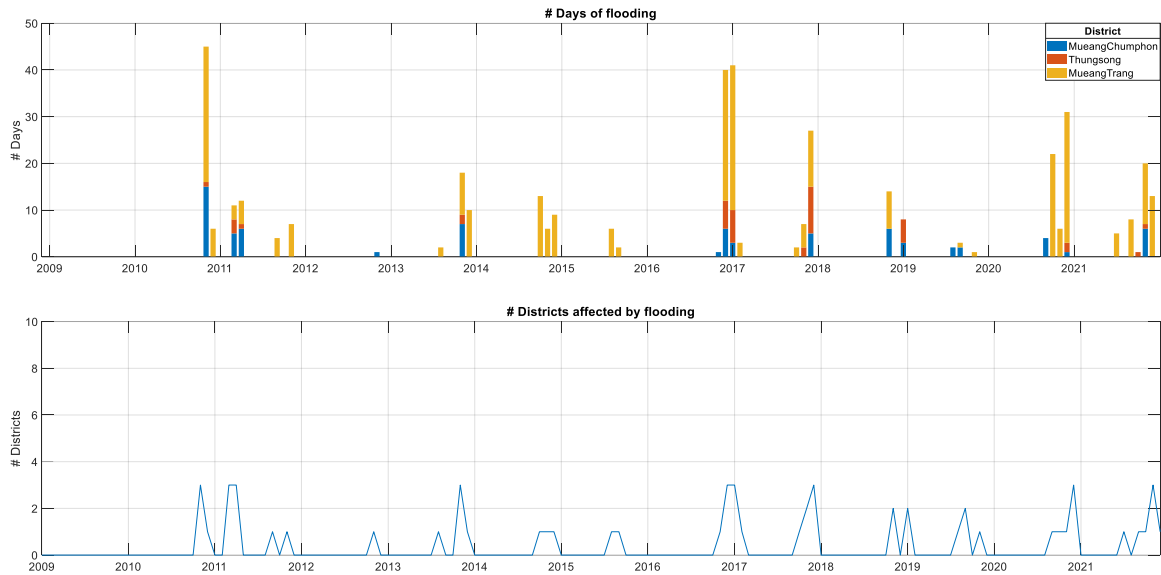 # Days of flooding
50
40
30
20
10
0
# Days
District
MueangChumphon
Thungsong
MueangTrang
2009 2010 2011 2012 2013 2014 2015 2016 2017 2018 2019 2020 2021
# Districts affected by flooding
10
8
6
4
2
0
# Districts
2009 2010 2011 2012 2013 2014 2015 2016 2017 2018 2019 2020 2021